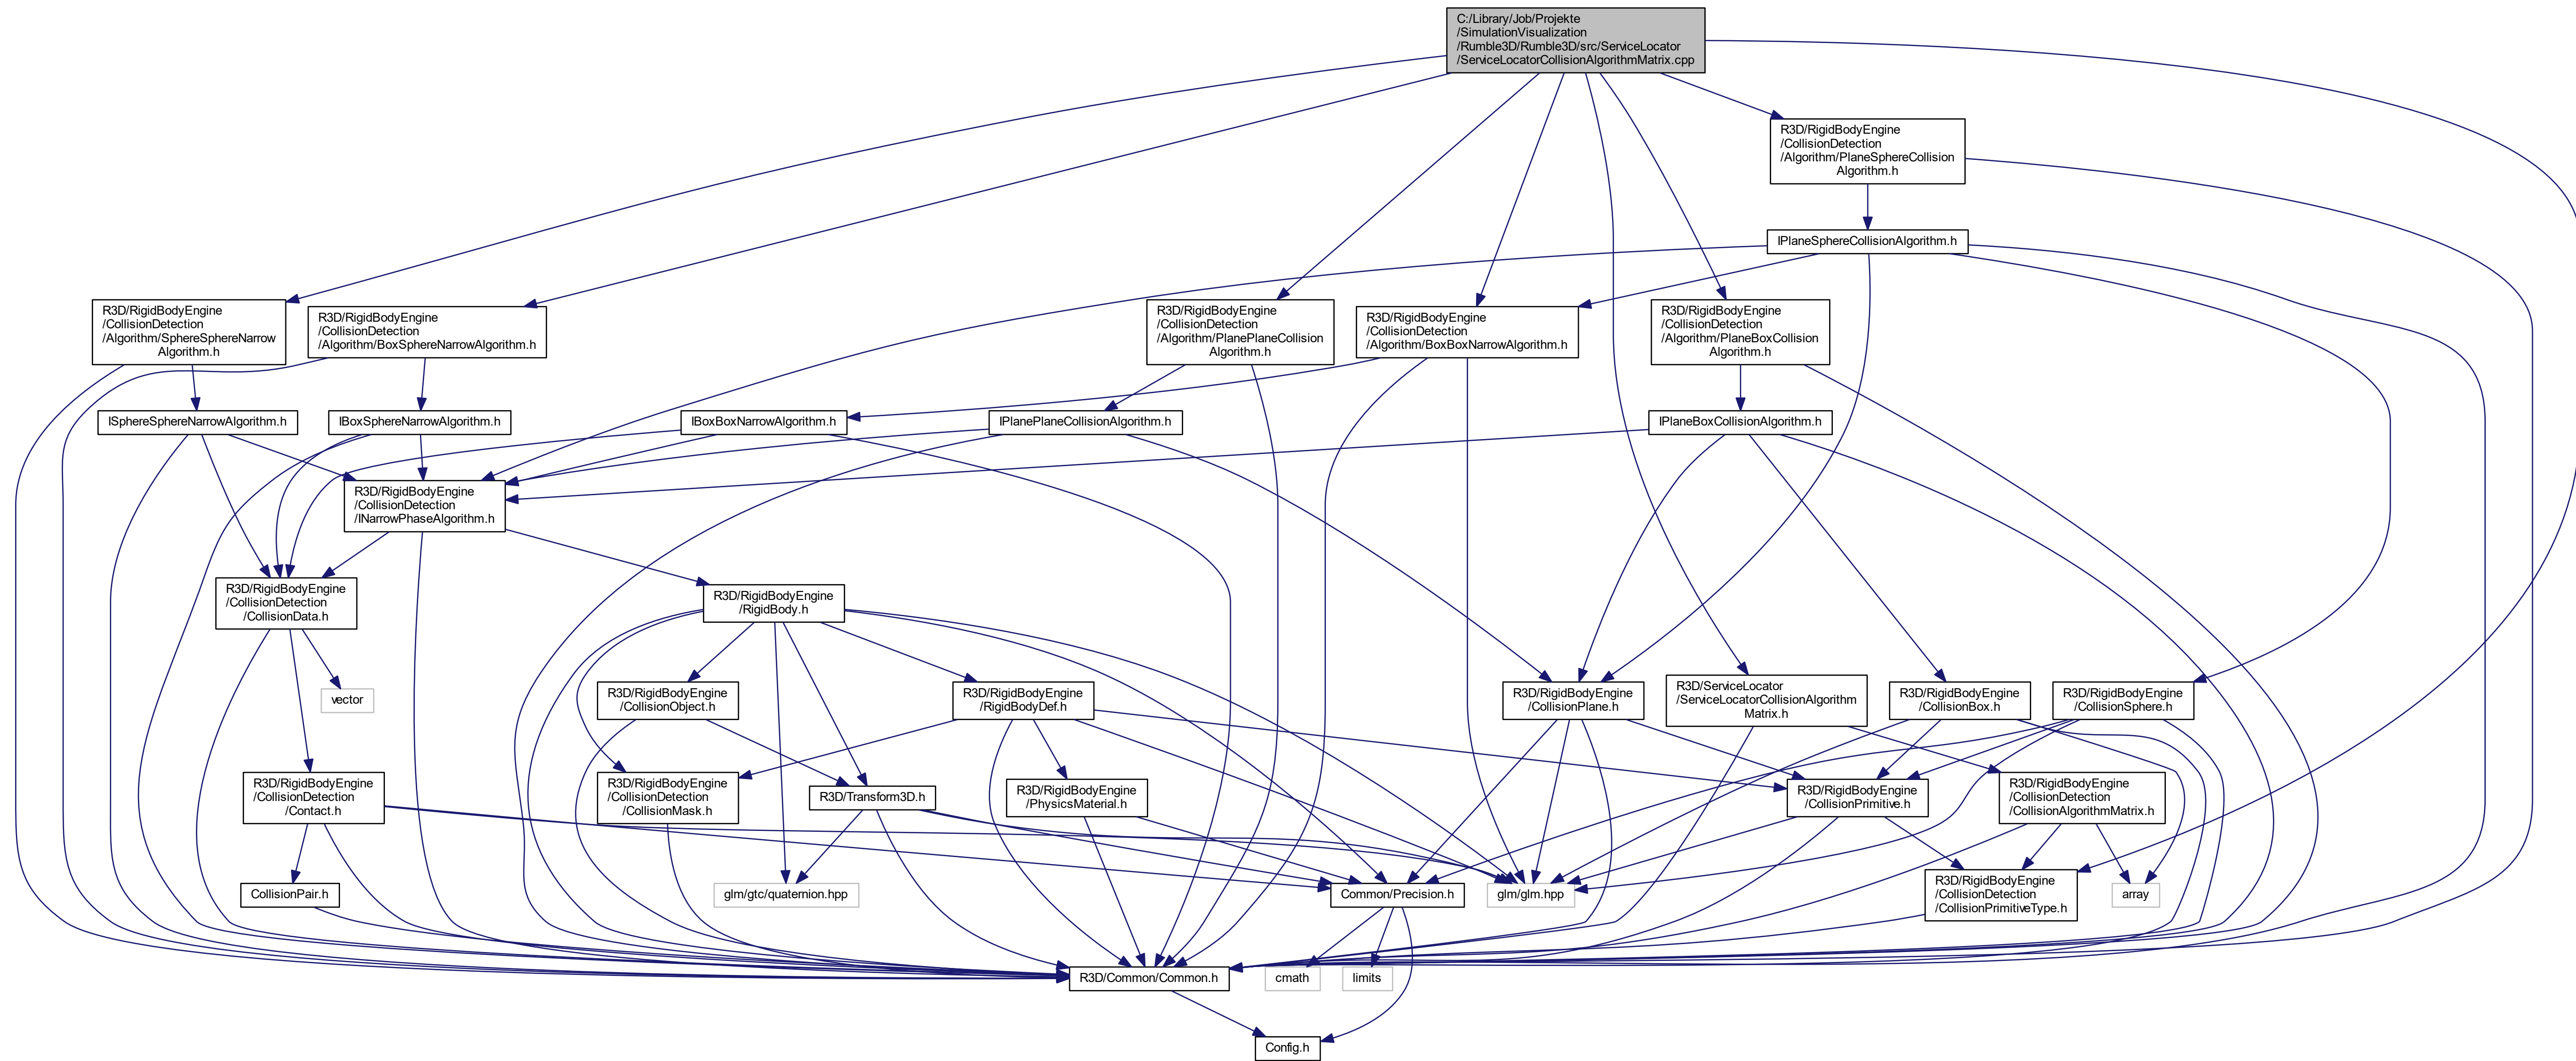 C:/Library/Job/Projekte
/SimulationVisualization
/Rumble3D/Rumble3D/src/ServiceLocator
/ServiceLocatorCollisionAlgorithmMatrix.cpp
R3D/RigidBodyEngine
/CollisionDetection
/Algorithm/PlaneSphereCollision
Algorithm.h
IPlaneSphereCollisionAlgorithm.h
R3D/RigidBodyEngine
/CollisionDetection
/Algorithm/SphereSphereNarrow
Algorithm.h
R3D/RigidBodyEngine
/CollisionDetection
/Algorithm/BoxSphereNarrowAlgorithm.h
R3D/RigidBodyEngine
/CollisionDetection
/Algorithm/PlanePlaneCollision
Algorithm.h
R3D/RigidBodyEngine
/CollisionDetection
/Algorithm/BoxBoxNarrowAlgorithm.h
R3D/RigidBodyEngine
/CollisionDetection
/Algorithm/PlaneBoxCollision
Algorithm.h
ISphereSphereNarrowAlgorithm.h
IBoxSphereNarrowAlgorithm.h
IBoxBoxNarrowAlgorithm.h
IPlanePlaneCollisionAlgorithm.h
IPlaneBoxCollisionAlgorithm.h
R3D/RigidBodyEngine
/CollisionDetection
/INarrowPhaseAlgorithm.h
R3D/RigidBodyEngine
/CollisionDetection
/CollisionData.h
R3D/RigidBodyEngine
/RigidBody.h
vector
R3D/RigidBodyEngine
/CollisionObject.h
R3D/RigidBodyEngine
/RigidBodyDef.h
R3D/RigidBodyEngine
/CollisionPlane.h
R3D/ServiceLocator
/ServiceLocatorCollisionAlgorithm
Matrix.h
R3D/RigidBodyEngine
/CollisionBox.h
R3D/RigidBodyEngine
/CollisionSphere.h
R3D/RigidBodyEngine
/CollisionDetection
/Contact.h
R3D/RigidBodyEngine
/CollisionDetection
/CollisionMask.h
R3D/Transform3D.h
R3D/RigidBodyEngine
/PhysicsMaterial.h
R3D/RigidBodyEngine
/CollisionPrimitive.h
R3D/RigidBodyEngine
/CollisionDetection
/CollisionAlgorithmMatrix.h
CollisionPair.h
glm/gtc/quaternion.hpp
Common/Precision.h
glm/glm.hpp
R3D/RigidBodyEngine
/CollisionDetection
/CollisionPrimitiveType.h
array
R3D/Common/Common.h
cmath
limits
Config.h